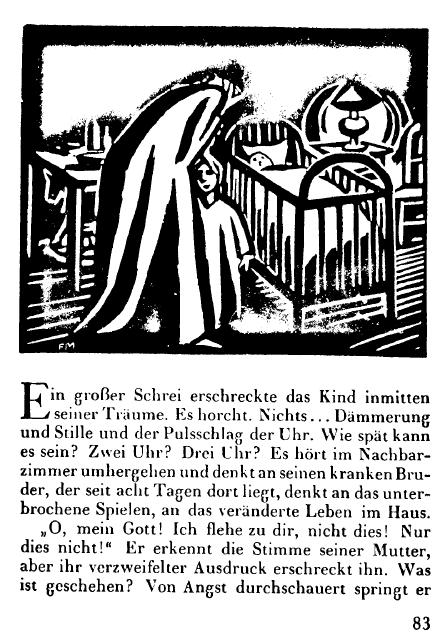 FM
Ein großer Schrei erschreckte das Kind inmitten
seiner Träume. Es horcht. Nichts... Dämmerung
und Stille und der Pulsschlag der Uhr. Wie spät kann
es sein? Zwei Uhr? Drei Uhr? Es hört im Nachbar-
zimmer umhergehen und denkt an seinen kranken Bru-
der, der seit acht Tagen dort liegt, denkt an das unter-
brochene Spielen, an das veränderte Leben im Haus.
„O, mein Gott! Ich flehe zu dir, nicht dies! Nur
dies nicht!“ Er erkennt die Stimme seiner Mutter,
aber ihr verzweifelter Ausdruck erschreckt ihn. Was
ist geschehen? Von Angst durchschauert springt er
83